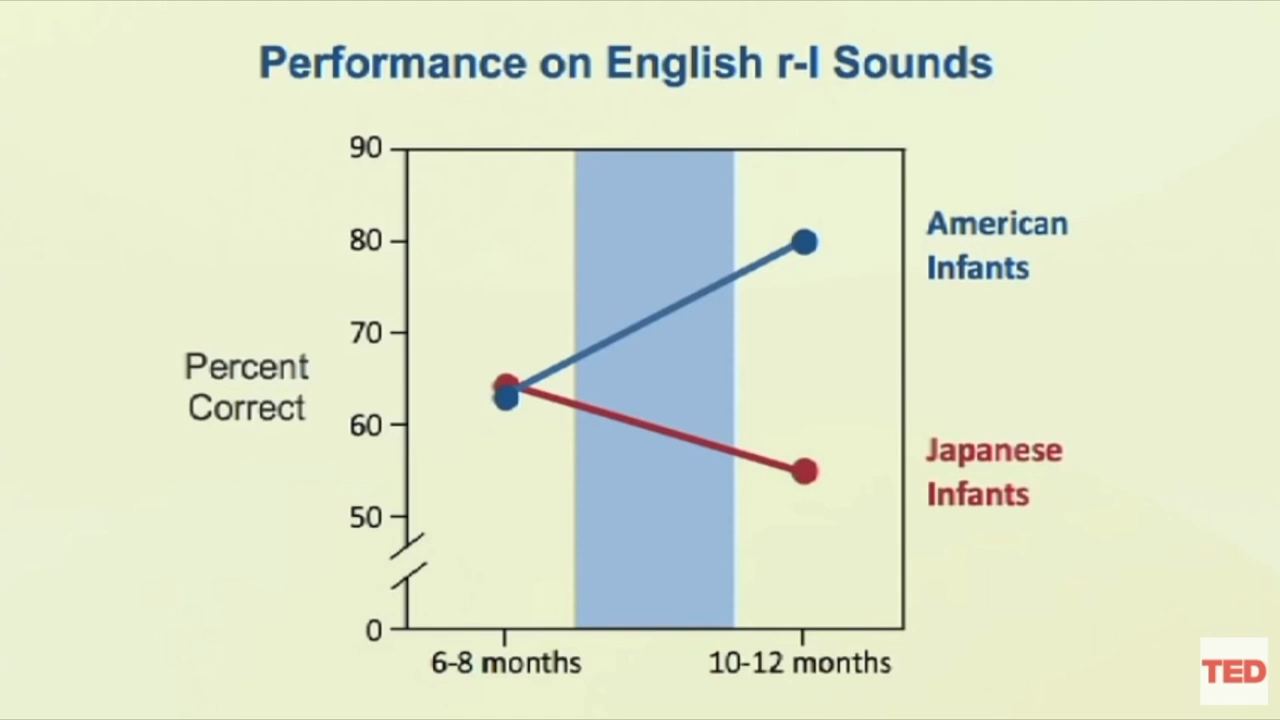 Performance on English r-l Sounds
90
80
70
60
50
0
Percent
Correct
American
Infants
Japanese
Infants
6-8 months
10-12 months
TED